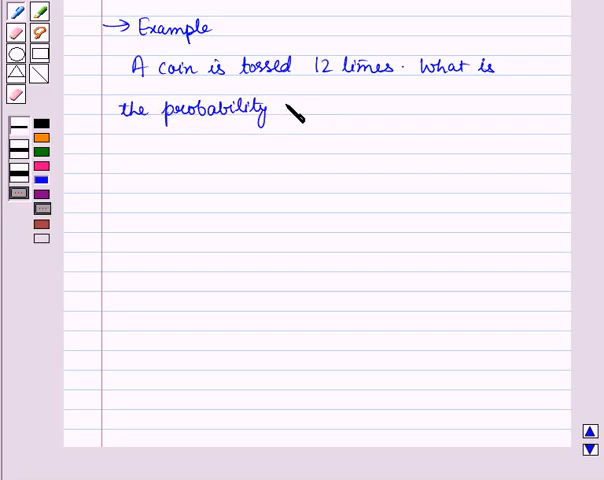 → Example
A coin is tossed 12 times. What is
the probability